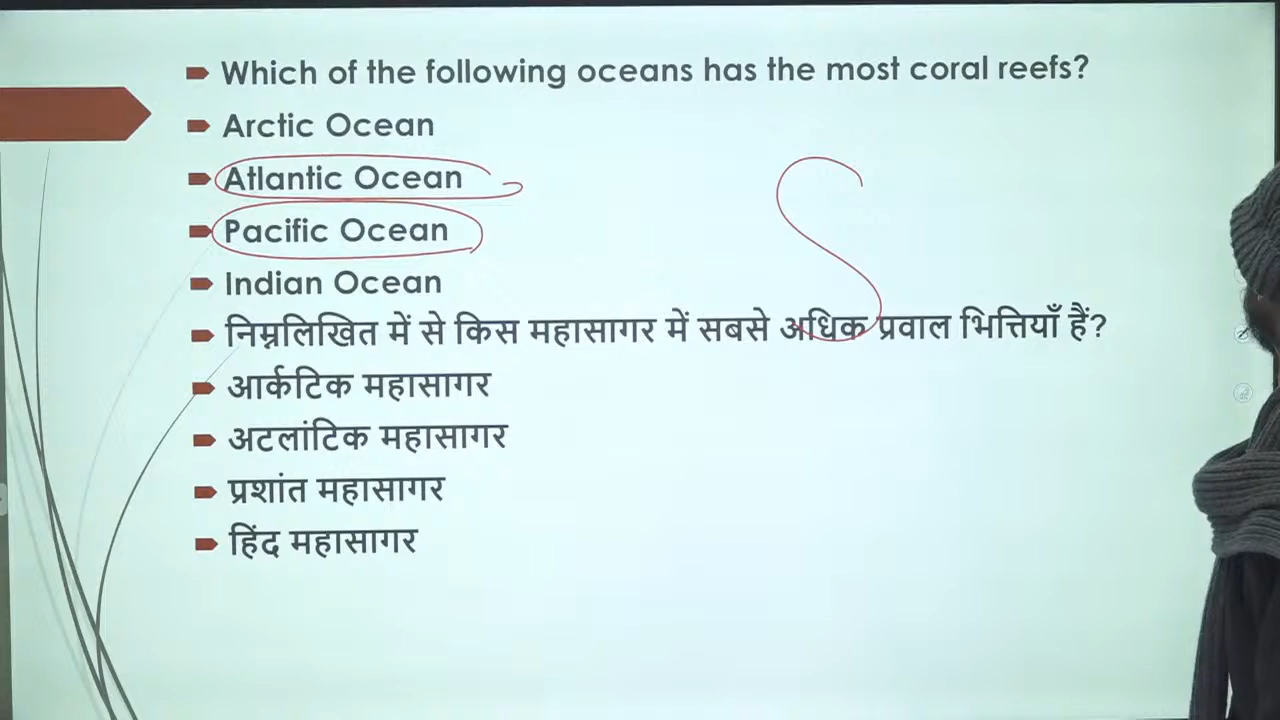 Which of the following oceans has the most coral reefs?
Arctic Ocean
Atlantic Ocean
Pacific Ocean
Indian Ocean
निम्नलिखित में से किस महासागर में सबसे अधिक प्रवाल भित्तियाँ हैं?
आर्कटिक महासागर
अटलांटिक महासागर
प्रशांत महासागर
हिंद महासागर